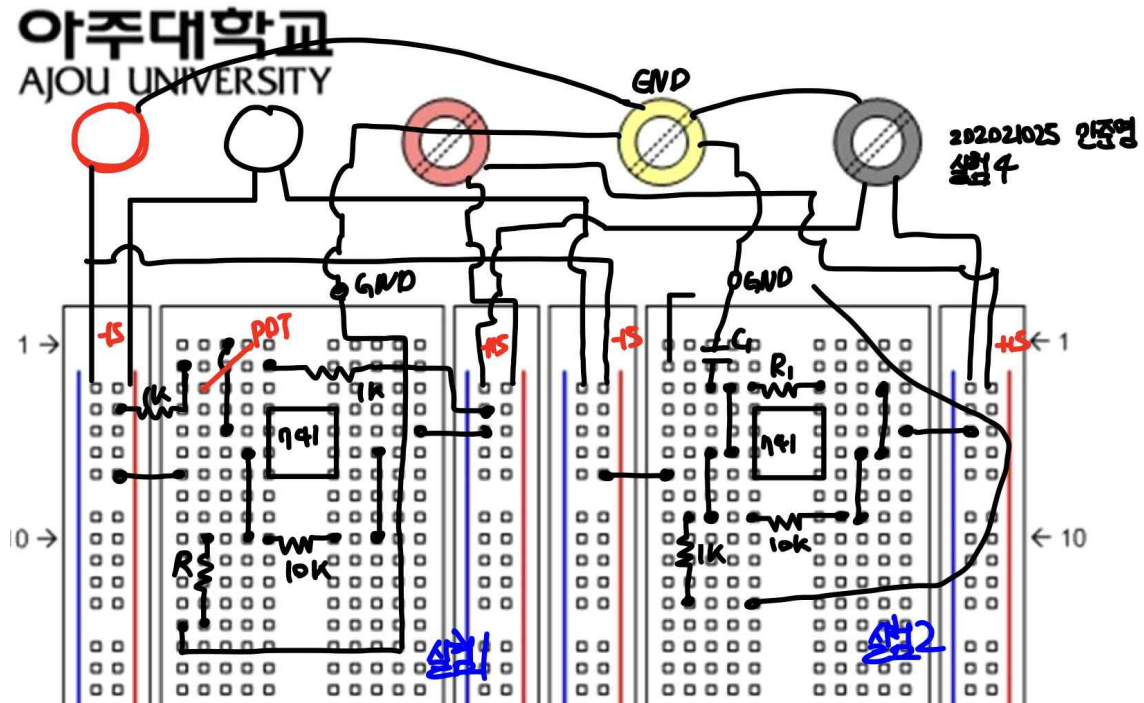 아주대학교
AJOU UNIVERSITY
GND
202021025 안준영
실험 4
GND
GND
1 →
-15
PDT
+15
-15
+15
← 1
1K
1K
C1
R1
741
741
10 →
← 10
R
10K
1K
10K
실험1
실험2